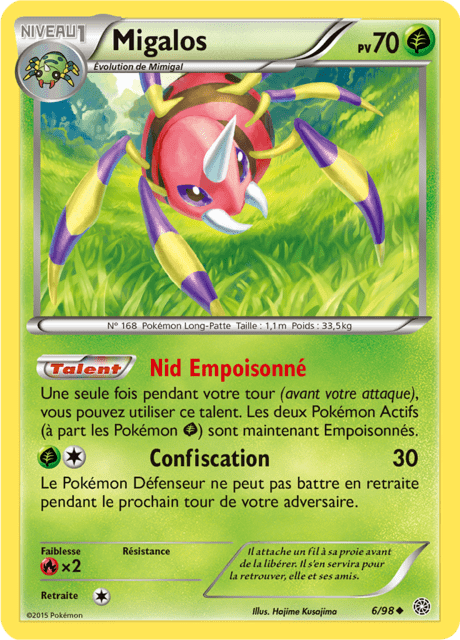 NIVEAU 1
Migalos
PV 70
Évolution de Mimigal
N° 168 Pokémon Long-Patte Taille : 1,1m Poids : 33,5kg
Talent Nid Empoisonné
Une seule fois pendant votre tour (avant votre attaque),
vous pouvez utiliser ce talent. Les deux Pokémon Actifs
(à part les Pokémon ) sont maintenant Empoisonnés.
Confiscation 30
Le Pokémon Défenseur ne peut pas battre en retraite
pendant le prochain tour de votre adversaire.
Faiblesse
×2
Résistance
Retraite
Il attache un fil à sa proie avant
de la libérer. Il s'en servira pour
la retrouver, elle et ses amis.
©2015 Pokémon
Illus. Hajime Kusajima
6/98